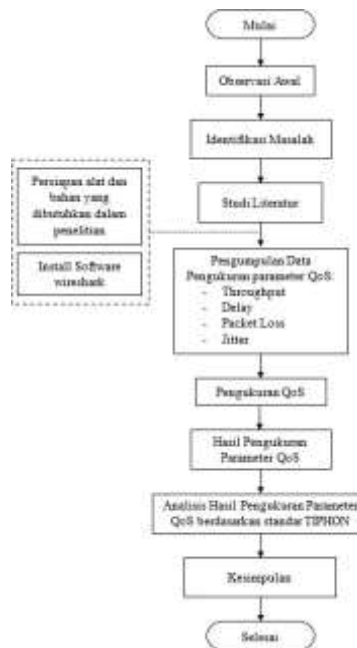 Mulai
Observasi Awal
Identifikasi Masalah
Studi Literatur
Persiapan alat dan
bahan yang
dibutuhkan dalam
penelitian
Install Software
wireshark
Pengumpulan Data
Pengukuran parameter QoS:
- Throughput
- Delay
- Packet Loss
- Jitter
Pengukuran QoS
Hasil Pengukuran
Parameter QoS
Analisis Hasil Pengukuran Parameter
QoS berdasarkan standar TIPHON
Kesimpulan
Selesai